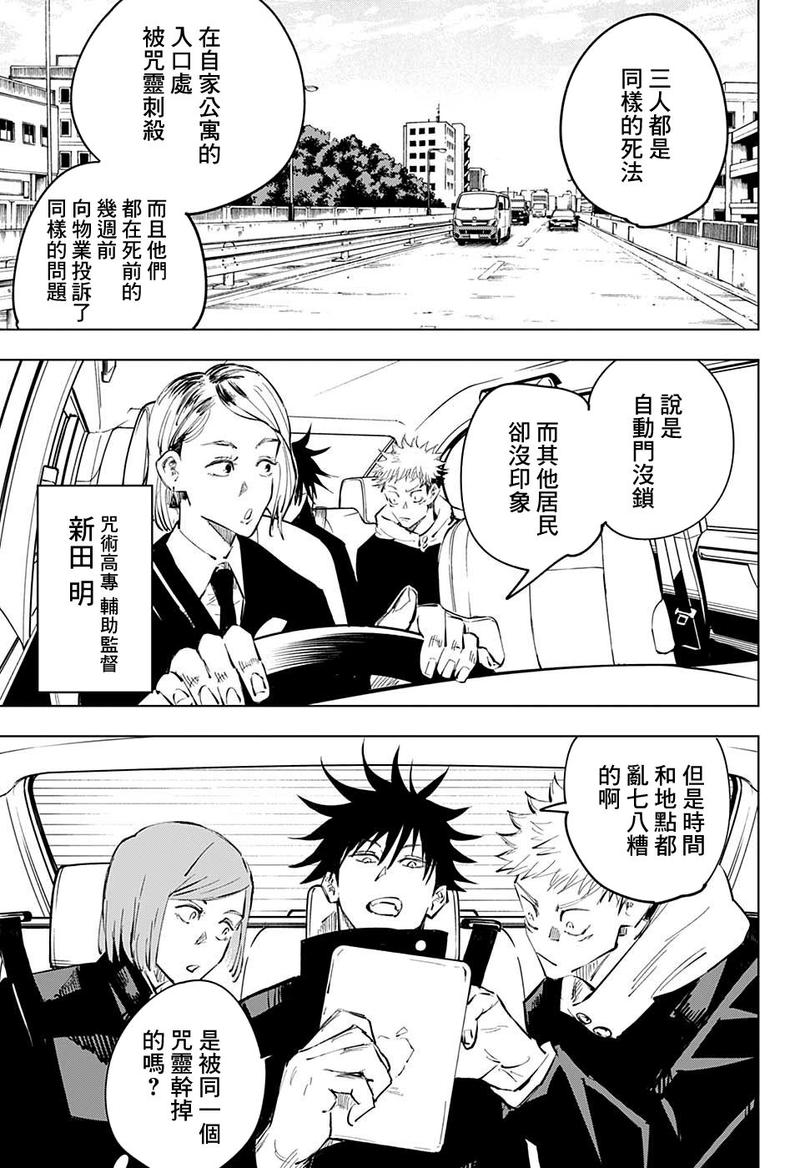 三人都是
同樣的死法
在自家公寓的
入口處
被咒靈刺殺
而且他們
都在死前的
幾週前
向物業投訴了
同樣的問題
說是
自動門沒鎖
而其他居民
卻沒印象
咒術高專 輔助監督
新田 明
但是時間
和地點都
亂七八糟
的啊
是被同一個
咒靈幹掉
的嗎?